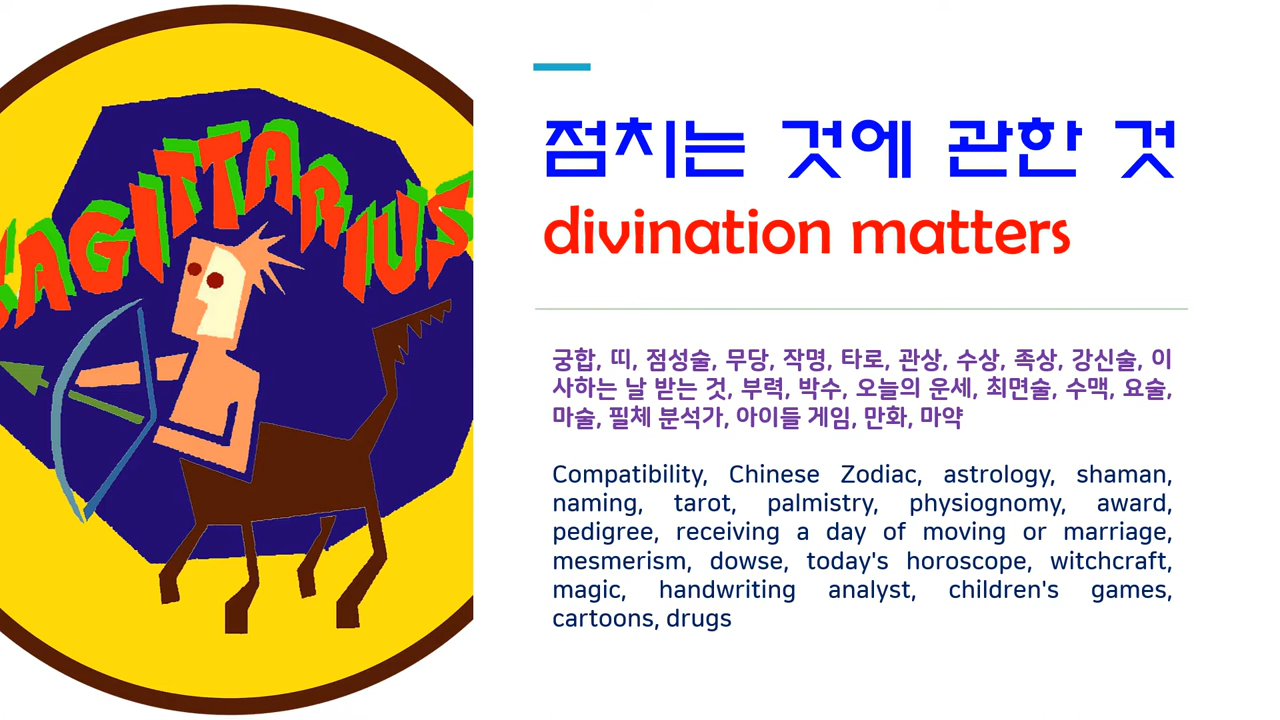 SAGITTARIUS
점치는 것에 관한 것
divination matters
궁합, 띠, 점성술, 무당, 작명, 타로, 관상, 수상, 족상, 강신술, 이
사하는 날 받는 것, 부력, 박수, 오늘의 운세, 최면술, 수맥, 요술,
마술, 필체 분석가, 아이들 게임, 만화, 마약
Compatibility, Chinese Zodiac, astrology, shaman,
naming, tarot, palmistry, physiognomy, award,
pedigree, receiving a day of moving or marriage,
mesmerism, dowse, today's horoscope, witchcraft,
magic, handwriting analyst, children's games,
cartoons, drugs